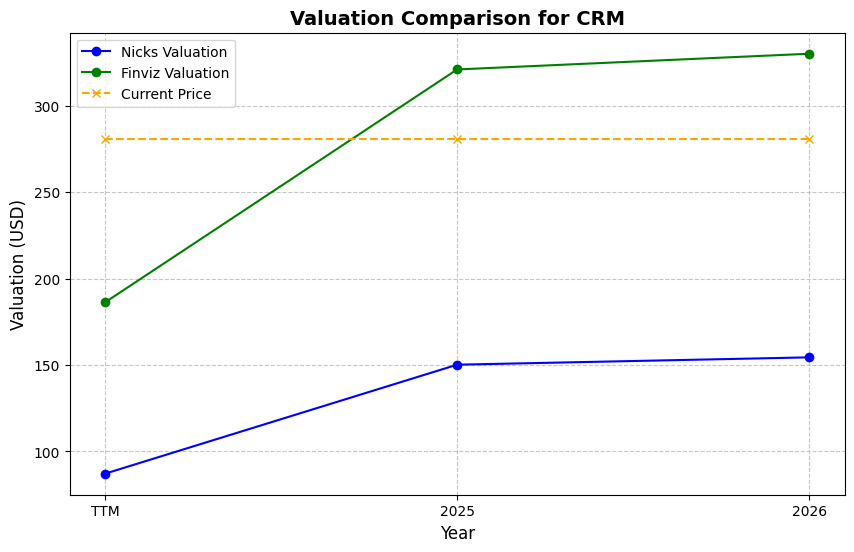 Valuation Comparison for CRM
Nicks Valuation
Finviz Valuation
Current Price
Valuation (USD)
300
250
200
150
100
TTM 2025 2026
Year